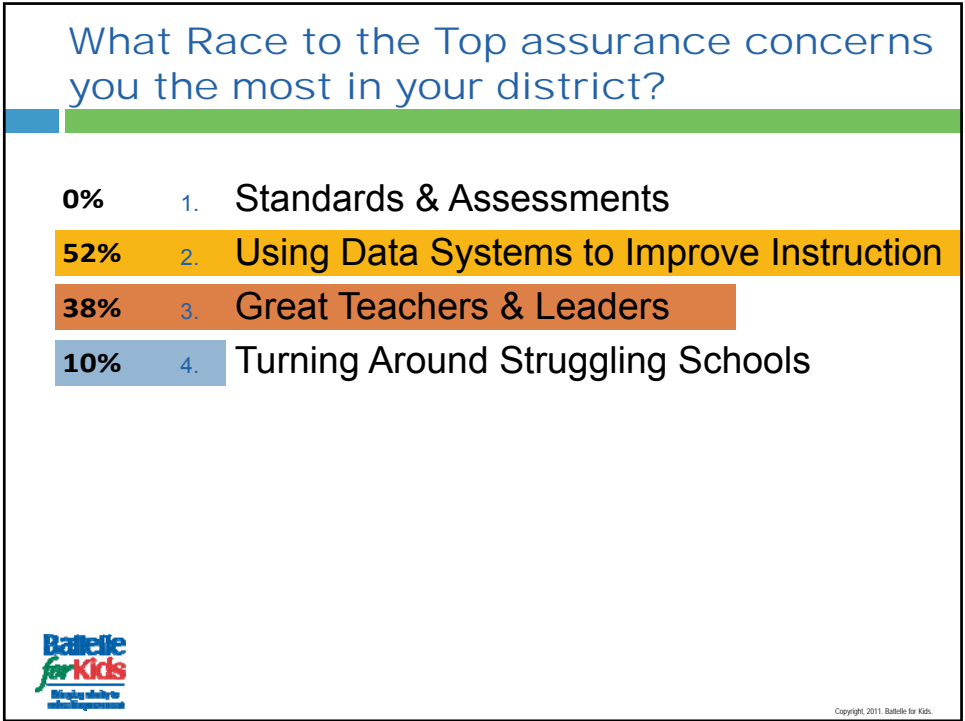 What Race to the Top assurance concerns
you the most in your district?
0% 1. Standards & Assessments
52% 2. Using Data Systems to Improve Instruction
38% 3. Great Teachers & Leaders
10% 4. Turning Around Struggling Schools
Battelle
for Kids
Copyright, 2011. Battelle for Kids.